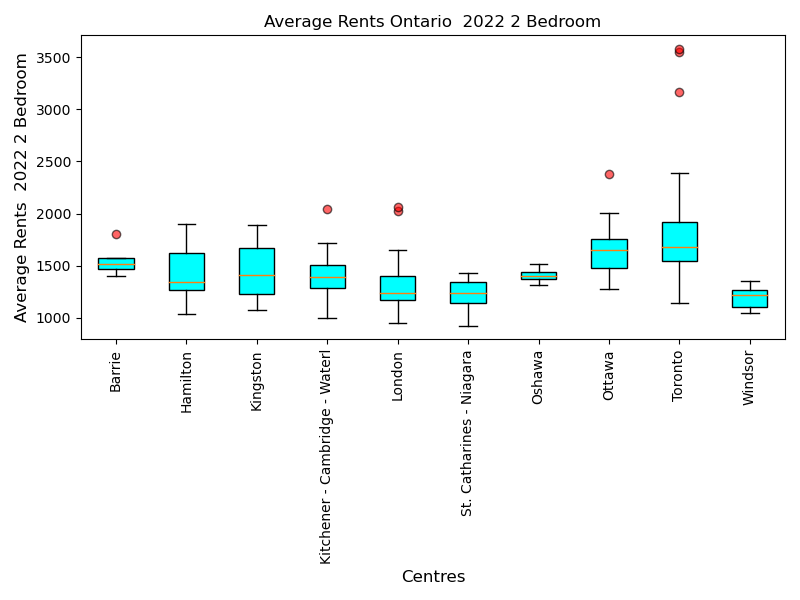 Average Rents Ontario  2022 2 Bedroom
Average Rents  2022 2 Bedroom
3500
3000
2500
2000
1500
1000
Barrie
Hamilton
Kingston
Kitchener - Cambridge - Waterl
London
St. Catharines - Niagara
Oshawa
Ottawa
Toronto
Windsor
Centres